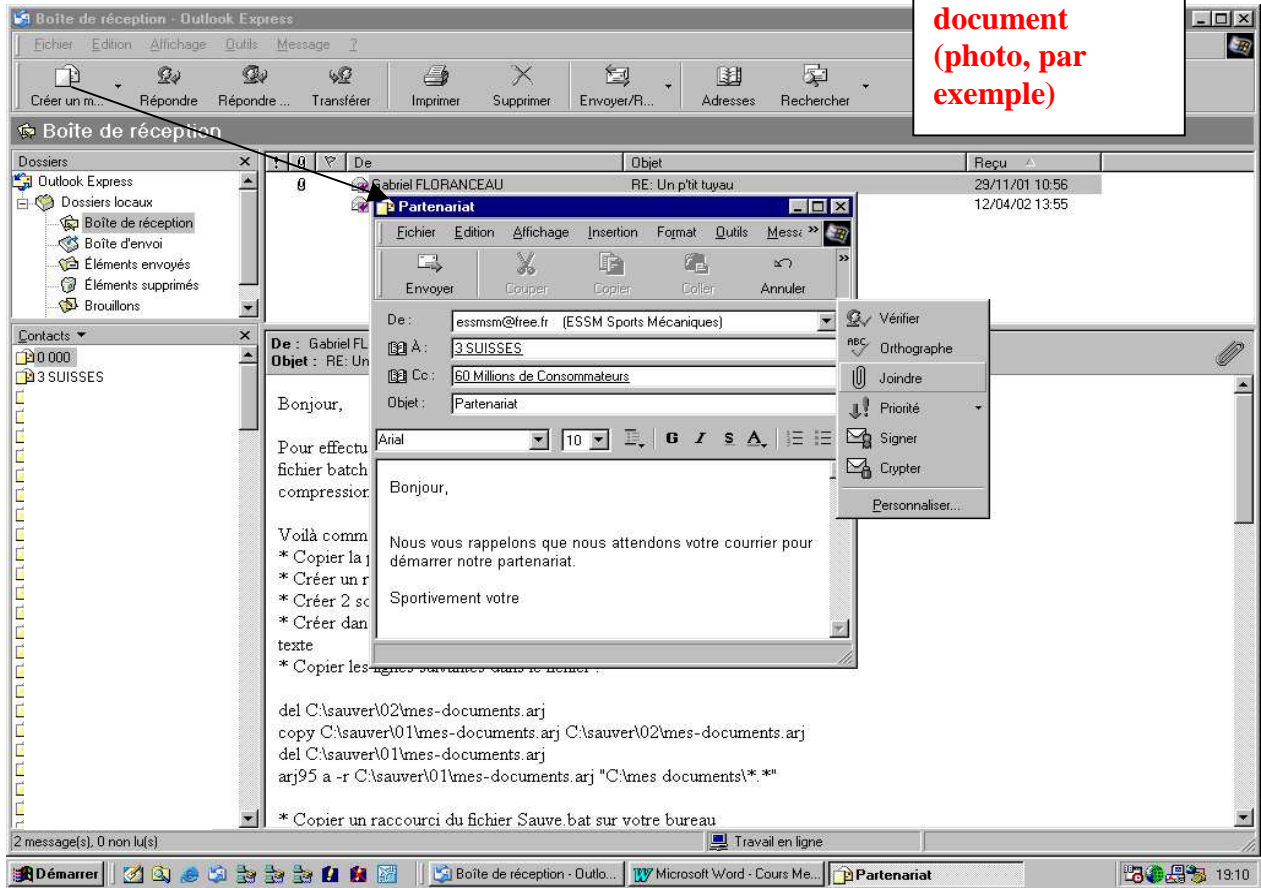 Boîte de réception - Outlook Express
document
(photo, par
exemple)
Fichier Edition Affichage Outils Message ?
Créer un m... Répondre Répondre ... Transférer Imprimer Supprimer Envoyer/R... Adresses Rechercher
Boîte de réception
Dossiers
! De Objet Reçu
Outlook Express
Dossiers locaux
Boîte de réception
Boîte d'envoi
Éléments envoyés
Éléments supprimés
Brouillons
Gabriel FLORANCEAU RE: Un p'tit tuyau 29/11/01 10:56
12/04/02 13:55
Contacts
0 000
3 SUISSES
De : Gabriel FL
Objet : RE: Un
Bonjour,
Pour effectu
fichier batch
compression
Voilà comm
* Copier la
* Créer un r
* Créer 2 so
* Créer dan
texte
* Copier les lignes suivantes dans le fichier :
del C:\sauver\02\mes-documents.arj
copy C:\sauver\01\mes-documents.arj C:\sauver\02\mes-documents.arj
del C:\sauver\01\mes-documents.arj
arj95 a -r C:\sauver\01\mes-documents.arj "C:\mes documents\*.*"
* Copier un raccourci du fichier Sauve.bat sur votre bureau
Partenariat
Fichier Edition Affichage Insertion Format Outils Messa »
Envoyer Couper Copier Coller Annuler »
De : essmsm@free.fr (ESSM Sports Mécaniques)
À : 3 SUISSES
Cc : 60 Millions de Consommateurs
Objet : Partenariat
Arial 10 G I S A
Bonjour,
Nous vous rappelons que nous attendons votre courrier pour
démarrer notre partenariat.
Sportivement votre
Vérifier
ABC Orthographe
Joindre
Priorité
Signer
Crypter
Personnaliser...
2 message(s), 0 non lu(s) Travail en ligne
Démarrer Boîte de réception - Outlo... Microsoft Word - Cours Me... Partenariat 19:10